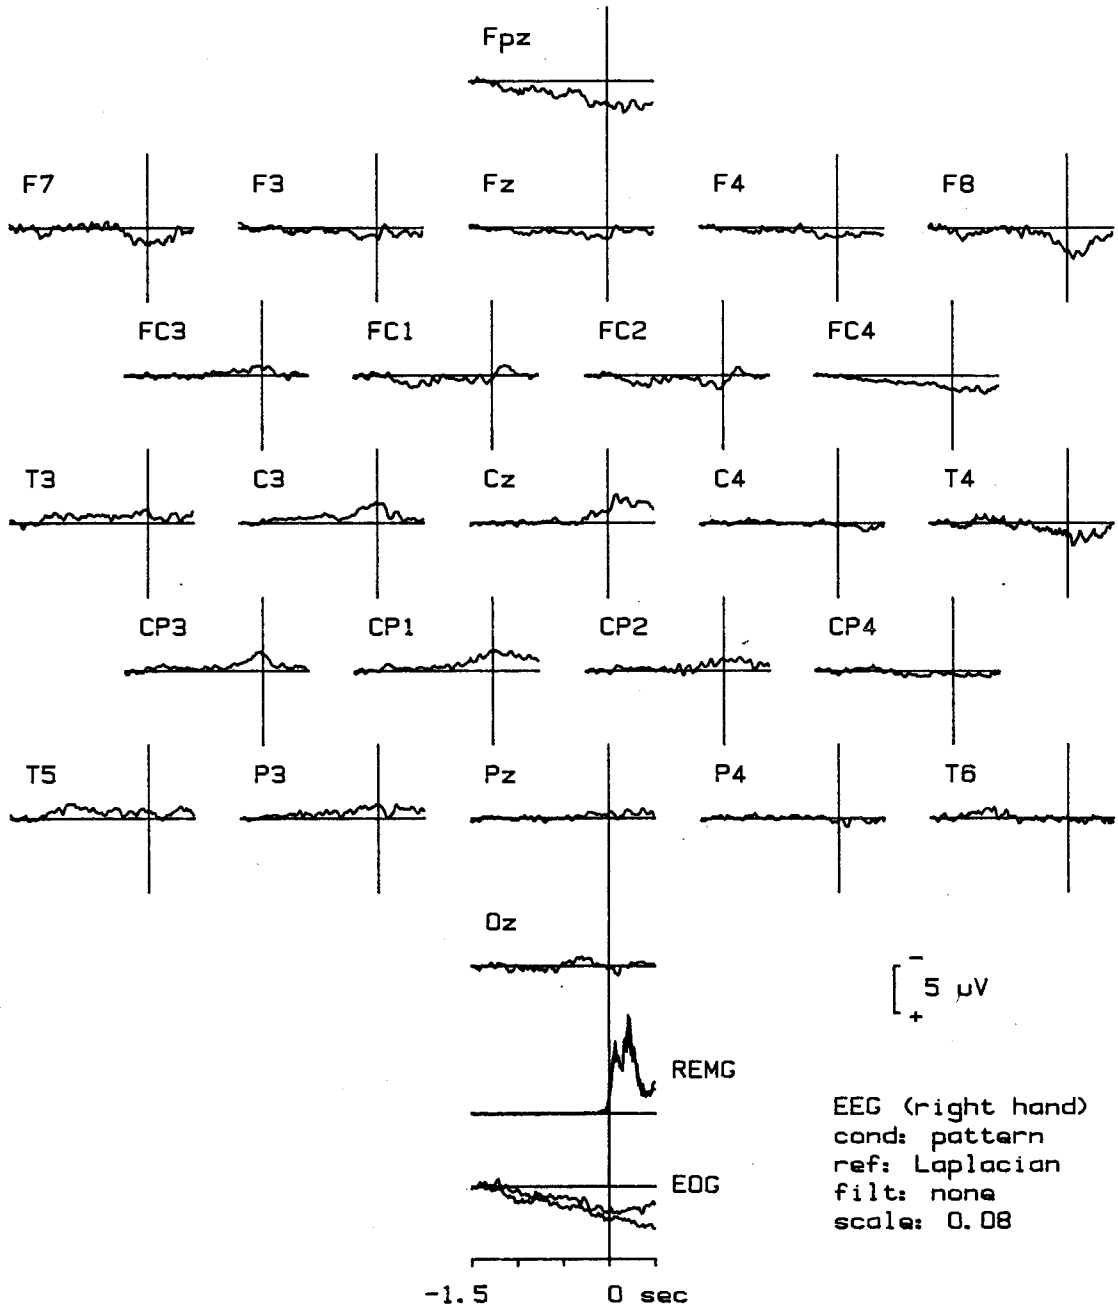 Fpz
F7 F3 Fz F4 F8
FC3 FC1 FC2 FC4
T3 C3 Cz C4 T4
CP3 CP1 CP2 CP4
T5 P3 Pz P4 T6
Oz
-
5 µV
+
REMG
EEG (right hand)
cond: pattern
ref: Laplacian
filt: none
scale: 0.08
EOG
-1.5 0 sec